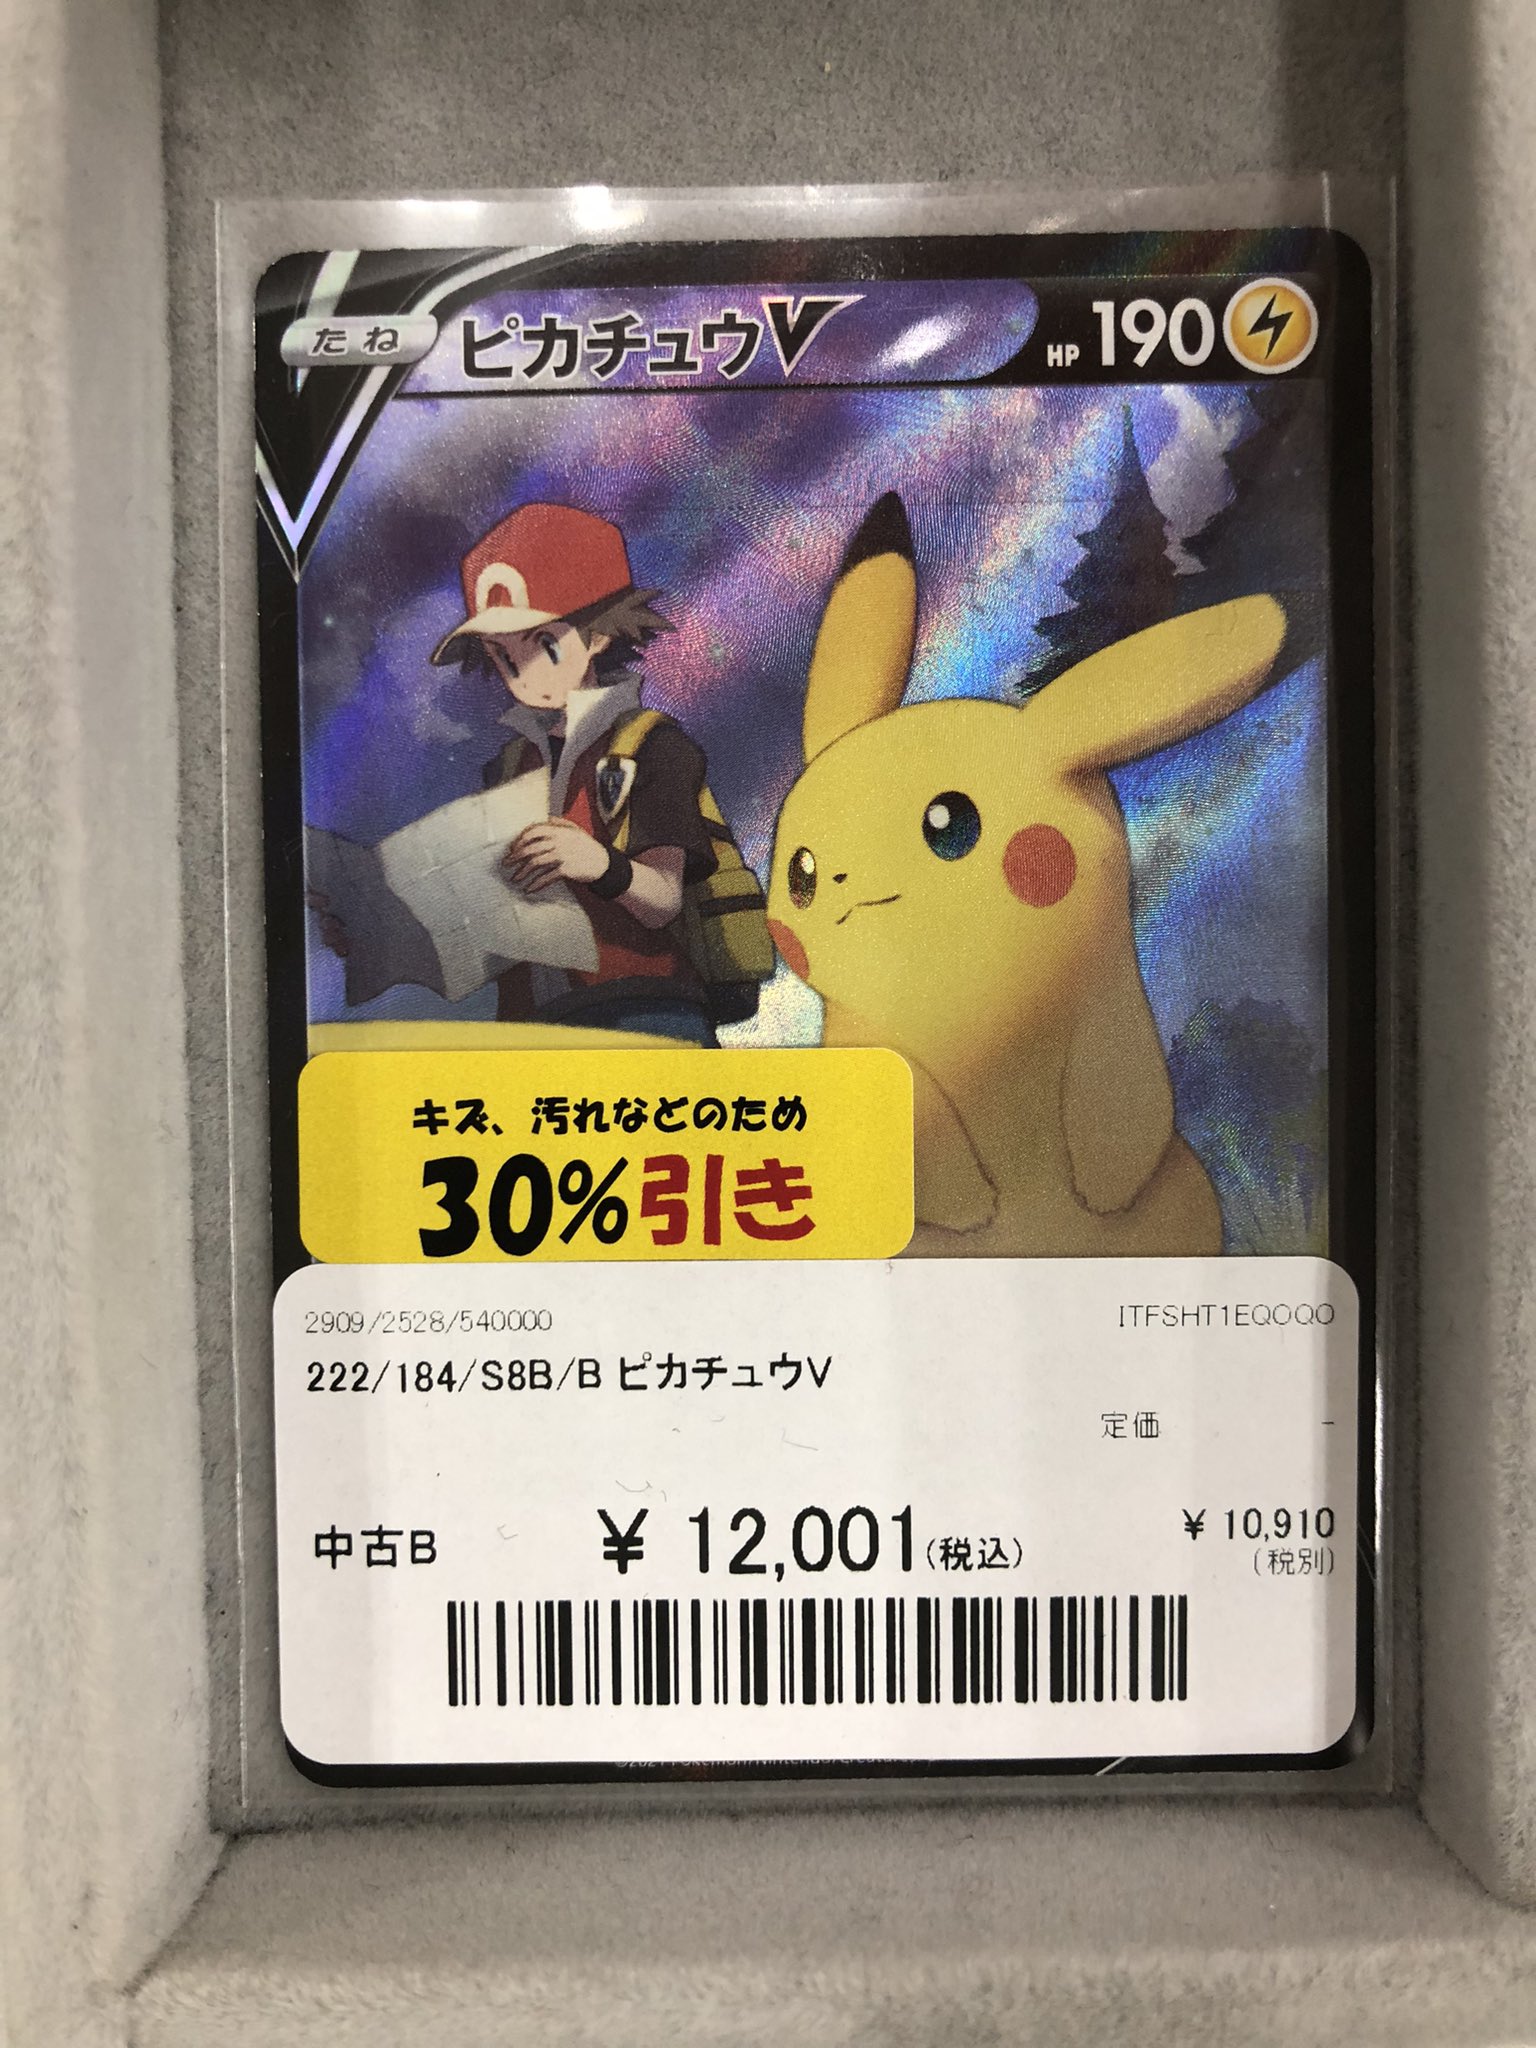 たね ピカチュウV HP 190
キズ、汚れなどのため
30%引き
2909/2528/540000 ITFSHT1EQOQO
222/184/S8B/B ピカチュウV
定価 -
中古B ¥ 12,001(税込) ¥ 10,910
(税別)